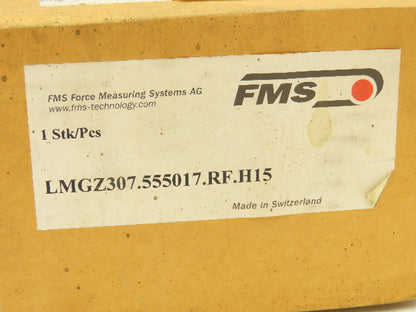 FMS Force Measuring Systems AG
www.fms-technology.com
FMS
1 Stk/Pcs
LMGZ307.555017.RF.H15
Made in Switzerland